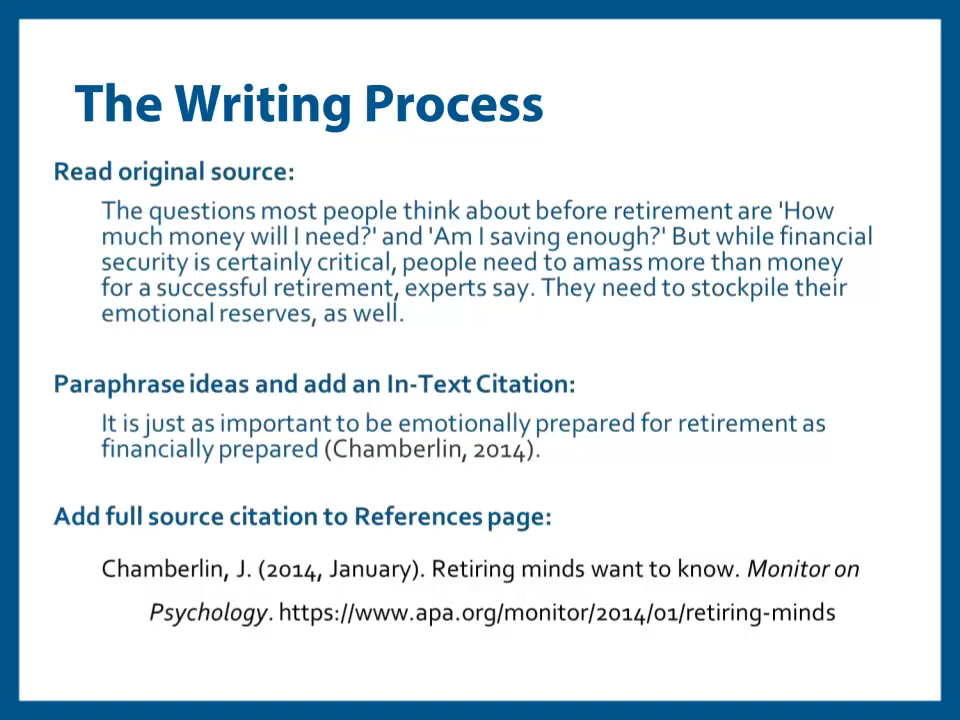 The Writing Process
Read original source:
The questions most people think about before retirement are 'How
much money will I need?' and 'Am I saving enough?' But while financial
security is certainly critical, people need to amass more than money
for a successful retirement, experts say. They need to stockpile their
emotional reserves, as well.
Paraphrase ideas and add an In-Text Citation:
It is just as important to be emotionally prepared for retirement as
financially prepared (Chamberlin, 2014).
Add full source citation to References page:
Chamberlin, J. (2014, January). Retiring minds want to know. Monitor on
Psychology. https://www.apa.org/monitor/2014/01/retiring-minds